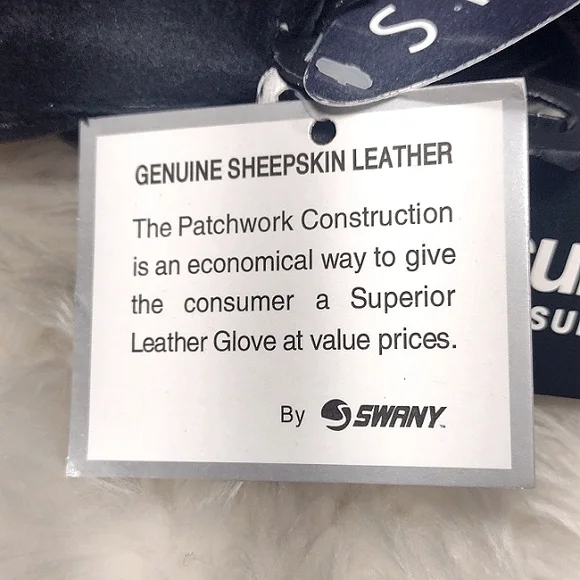 GENUINE SHEEPSKIN LEATHER
The Patchwork Construction
is an economical way to give
the consumer a Superior
Leather Glove at value prices.
By SWANY™